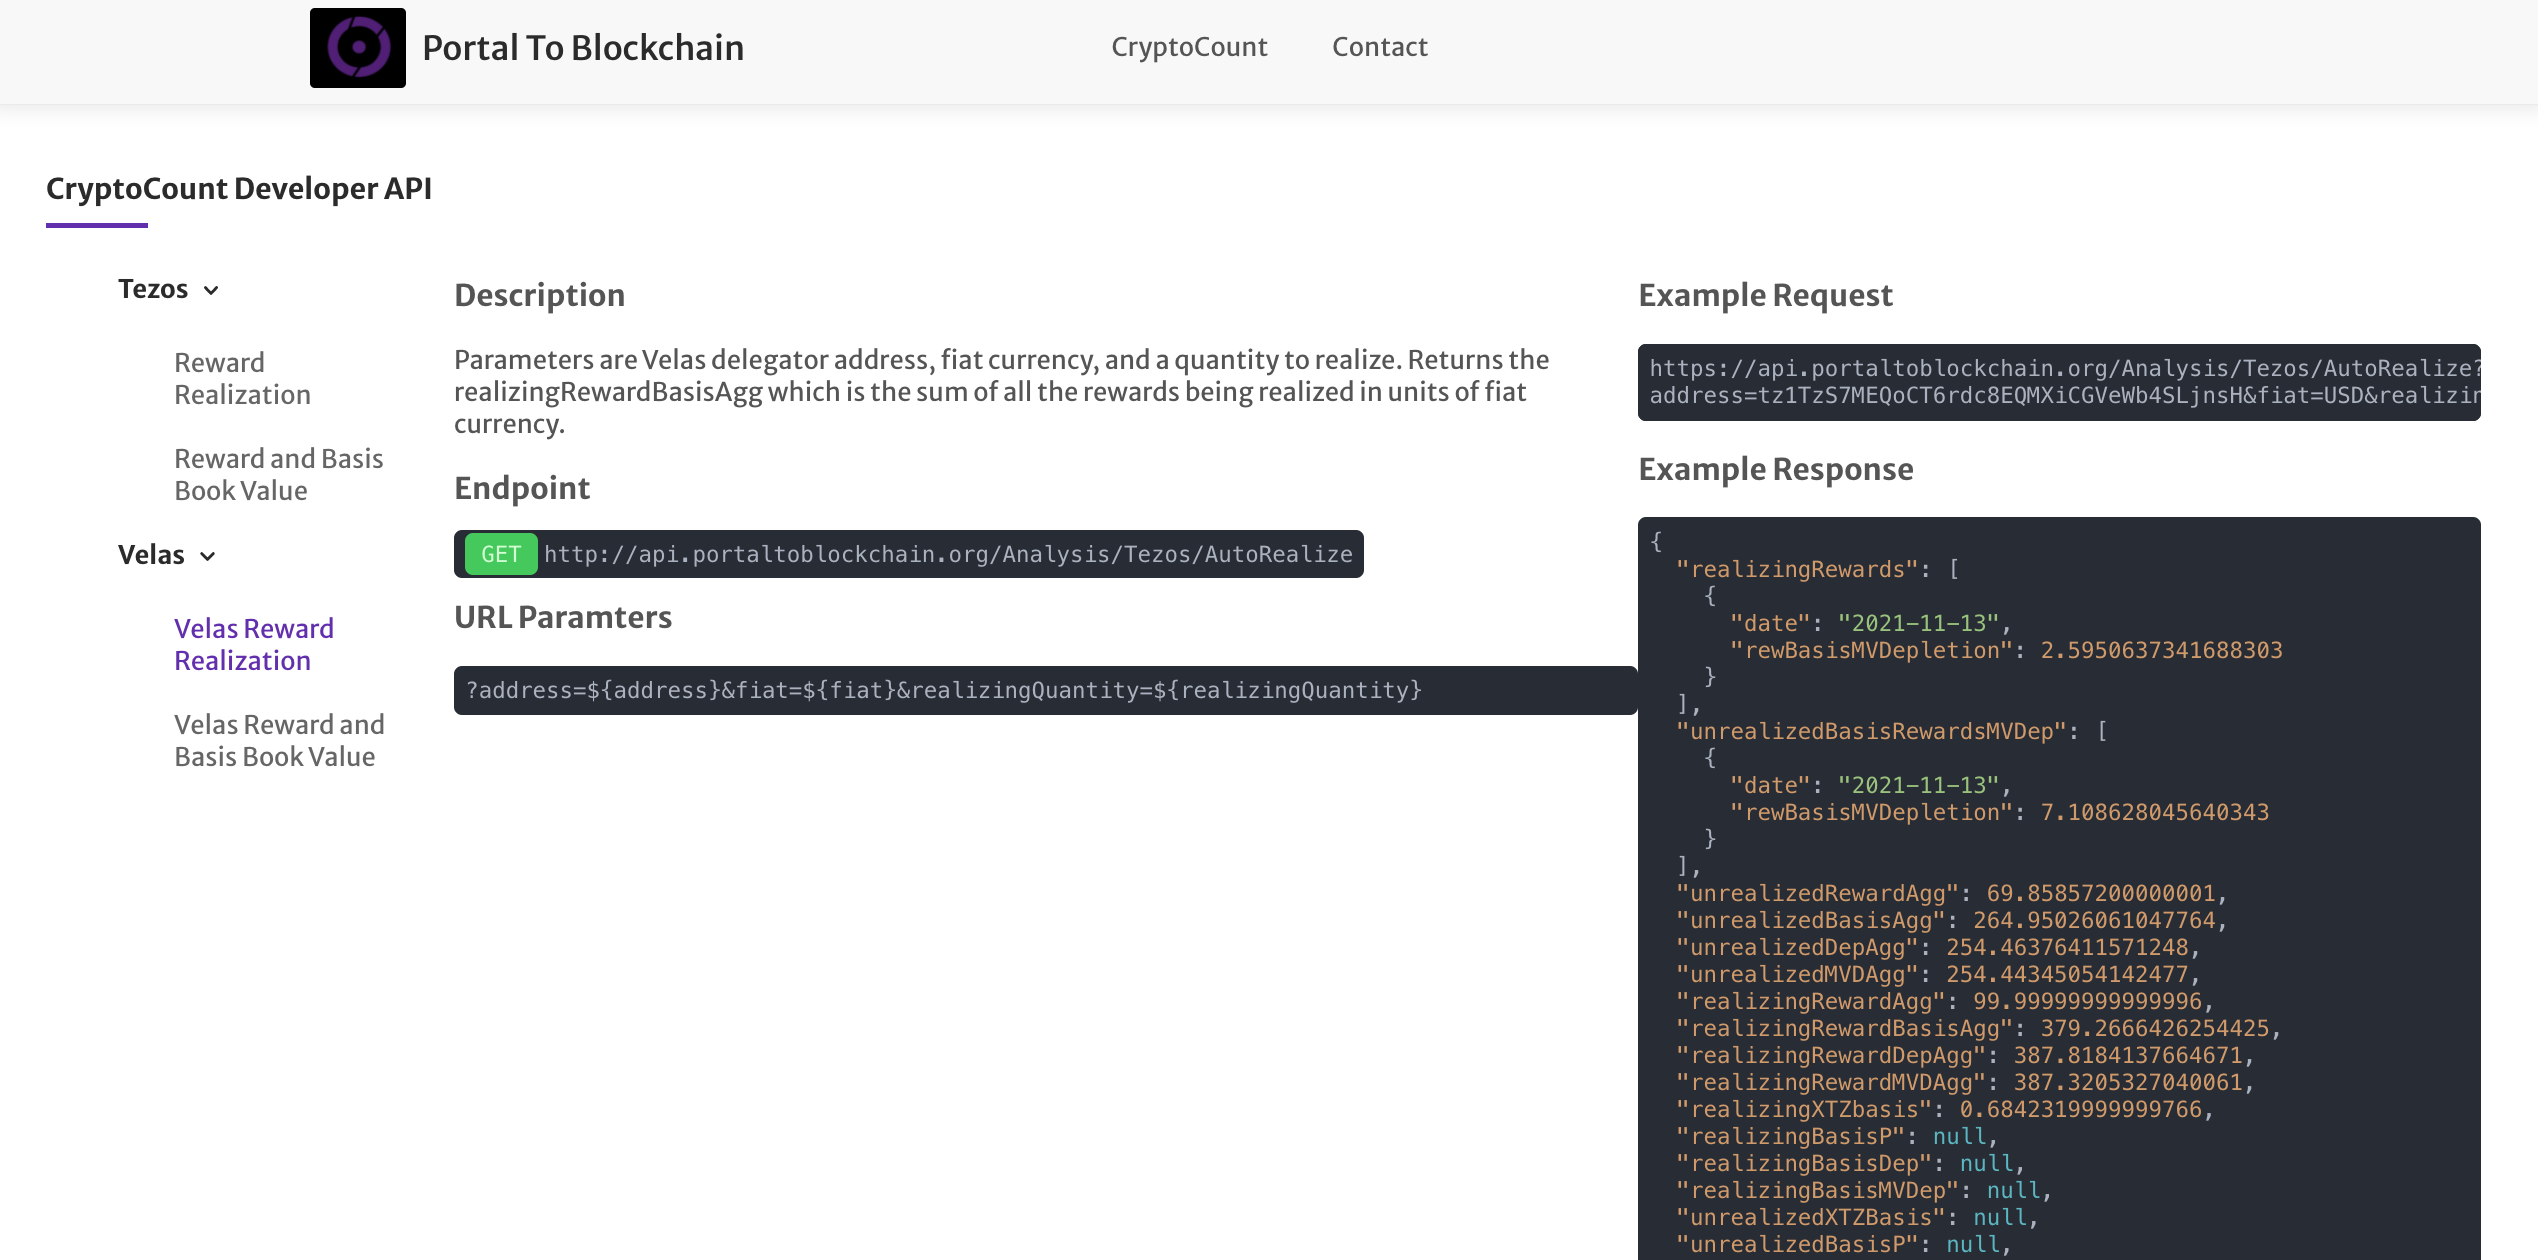 Portal To Blockchain
CryptoCount
Contact
CryptoCount Developer API
Tezos
Reward
Realization
Reward and Basis
Book Value
Velas
Velas Reward
Realization
Velas Reward and
Basis Book Value
Description
Parameters are Velas delegator address, fiat currency, and a quantity to realize. Returns the
realizingRewardBasisAgg which is the sum of all the rewards being realized in units of fiat
currency.
Endpoint
GET http://api.portaltoblockchain.org/Analysis/Tezos/AutoRealize
URL Paramters
?address=${address}&fiat=${fiat}&realizingQuantity=${realizingQuantity}
Example Request
https://api.portaltoblockchain.org/Analysis/Tezos/AutoRealize?
address=tz1TzS7MEQoCT6rdc8EQMXiCGVeWb4SLjnsH&fiat=USD&realizin
Example Response
{
"realizingRewards": [
{
"date": "2021-11-13",
"rewBasisMVDepletion": 2.5950637341688303
}
],
"unrealizedBasisRewardsMVDep": [
{
"date": "2021-11-13",
"rewBasisMVDepletion": 7.108628045640343
}
],
"unrealizedRewardAgg": 69.85857200000001,
"unrealizedBasisAgg": 264.95026061047764,
"unrealizedDepAgg": 254.46376411571248,
"unrealizedMVDAgg": 254.44345054142477,
"realizingRewardAgg": 99.99999999999996,
"realizingRewardBasisAgg": 379.2666426254425,
"realizingRewardDepAgg": 387.8184137664671,
"realizingRewardMVDAgg": 387.3205327040061,
"realizingXTZbasis": 0.6842319999999766,
"realizingBasisP": null,
"realizingBasisDep": null,
"realizingBasisMVDep": null,
"unrealizedXTZBasis": null,
"unrealizedBasisP": null,